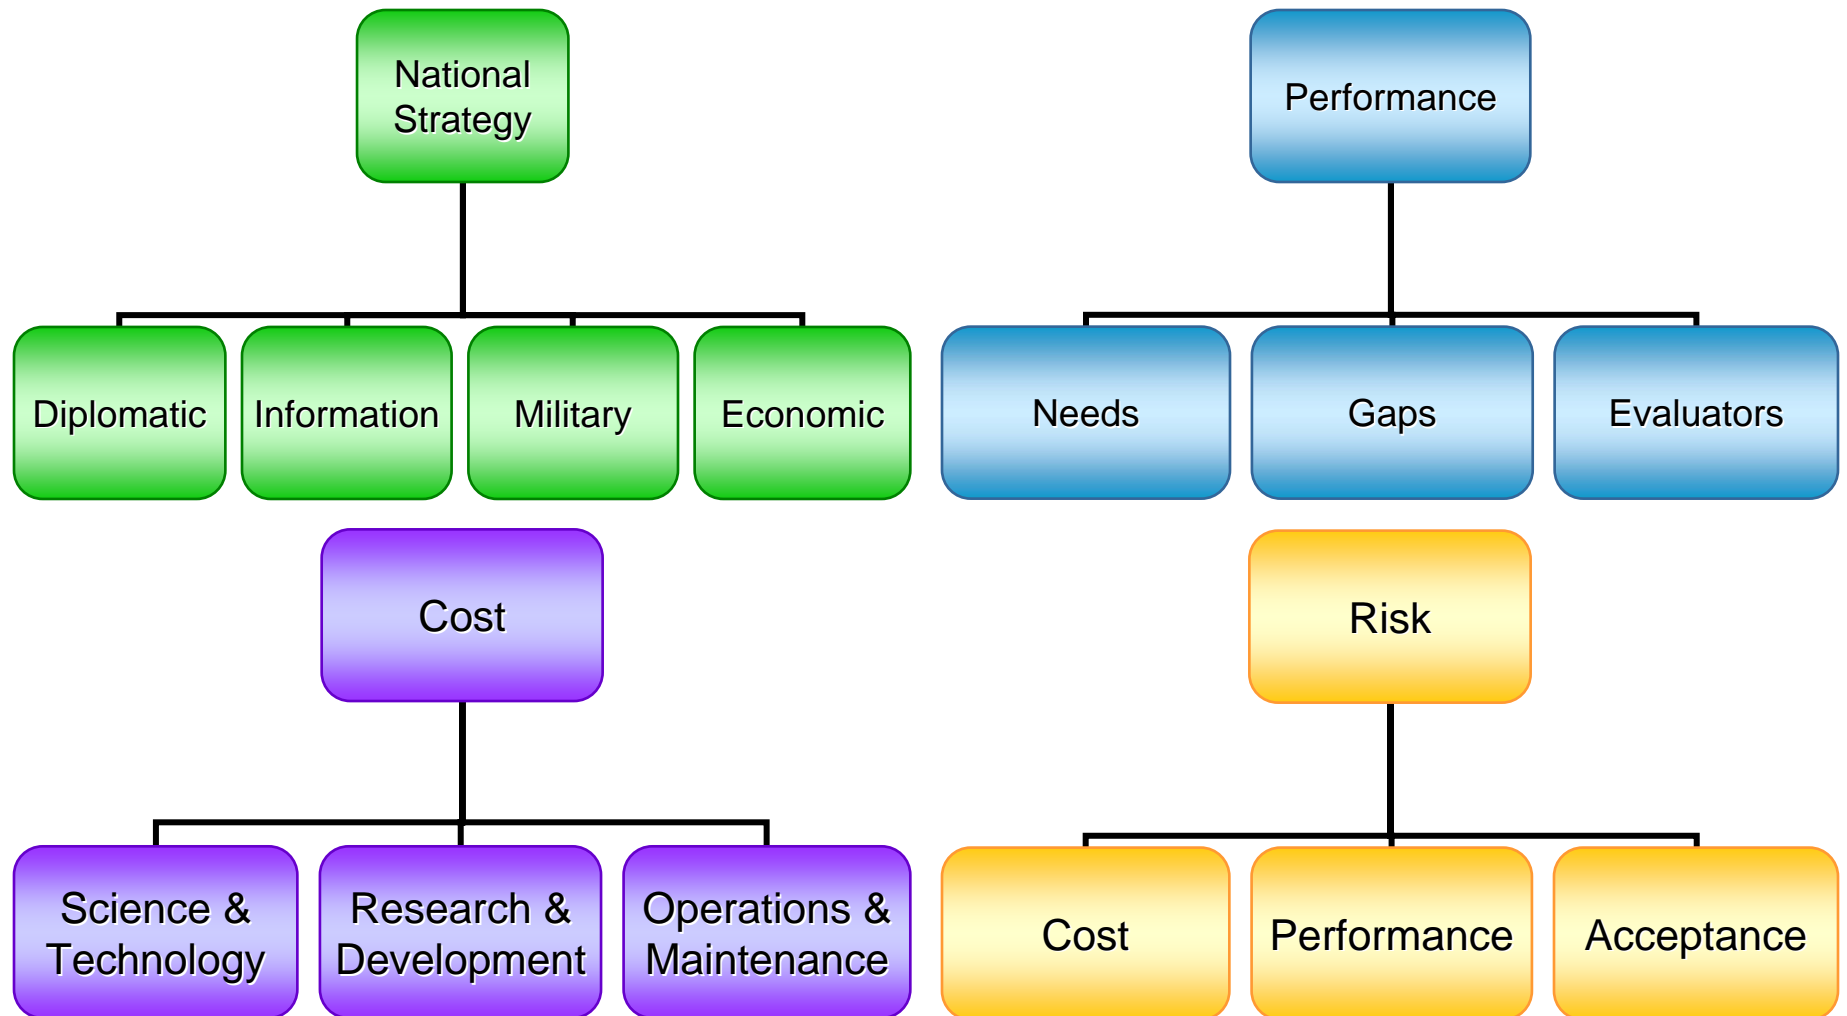 National
Strategy
Performance
Diplomatic
Information
Military
Economic
Needs
Gaps
Evaluators
Cost
Risk
Science &
Technology
Research &
Development
Operations &
Maintenance
Cost
Performance
Acceptance